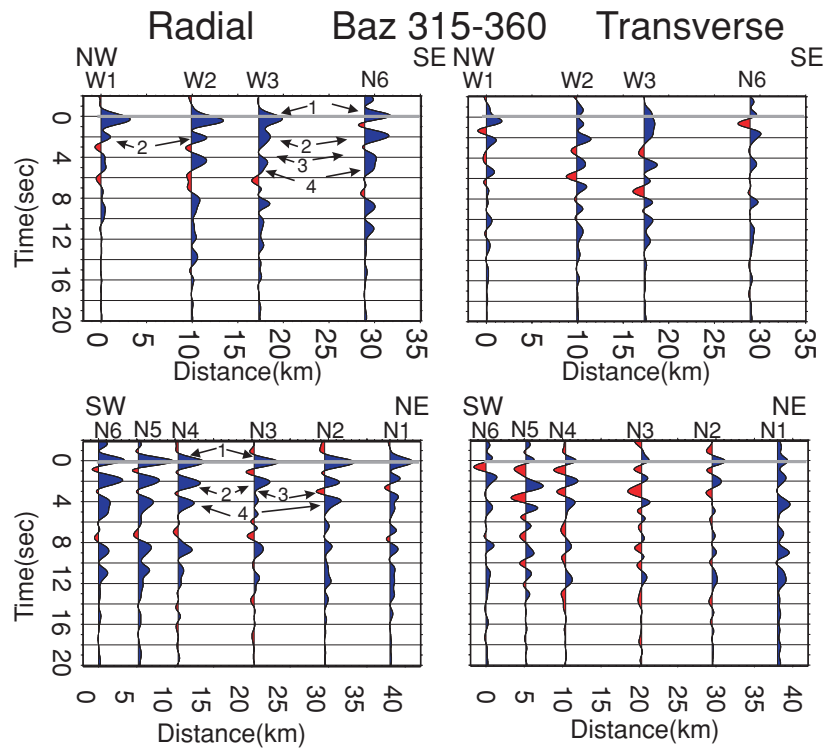 Radial Baz 315-360 Transverse
NW SE NW SE
W1 W2 W3 N6 W1 W2 W3 N6
0
4
8
12
16
20
Time(sec)
1
2 2
3
4
0 5 10 15 20 25 30 35 0 5 10 15 20 25 30 35
Distance(km) Distance(km)
SW NE SW NE
N6 N5 N4 N3 N2 N1 N6 N5 N4 N3 N2 N1
0
4
8
12
16
20
Time(sec)
1
2 3
4
0 5 10 15 20 25 30 35 40 0 5 10 15 20 25 30 35 40
Distance(km) Distance(km)